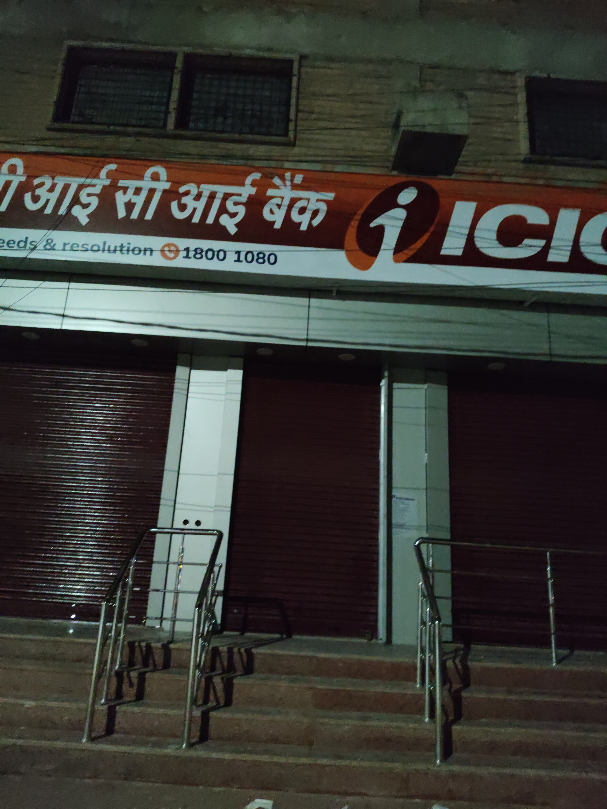 ी आई सी आई बैंक
i ICIC
eeds & resolution 1800 1080